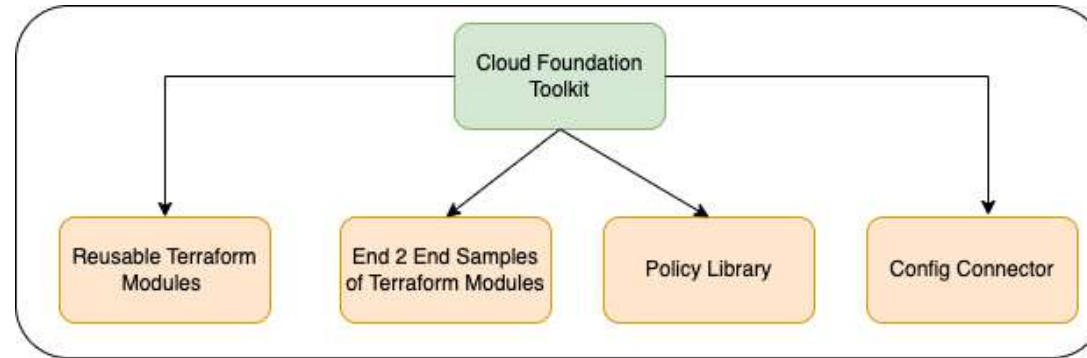 Cloud Foundation
Toolkit
Reusable Terraform
Modules
End 2 End Samples
of Terraform Modules
Policy Library
Config Connector